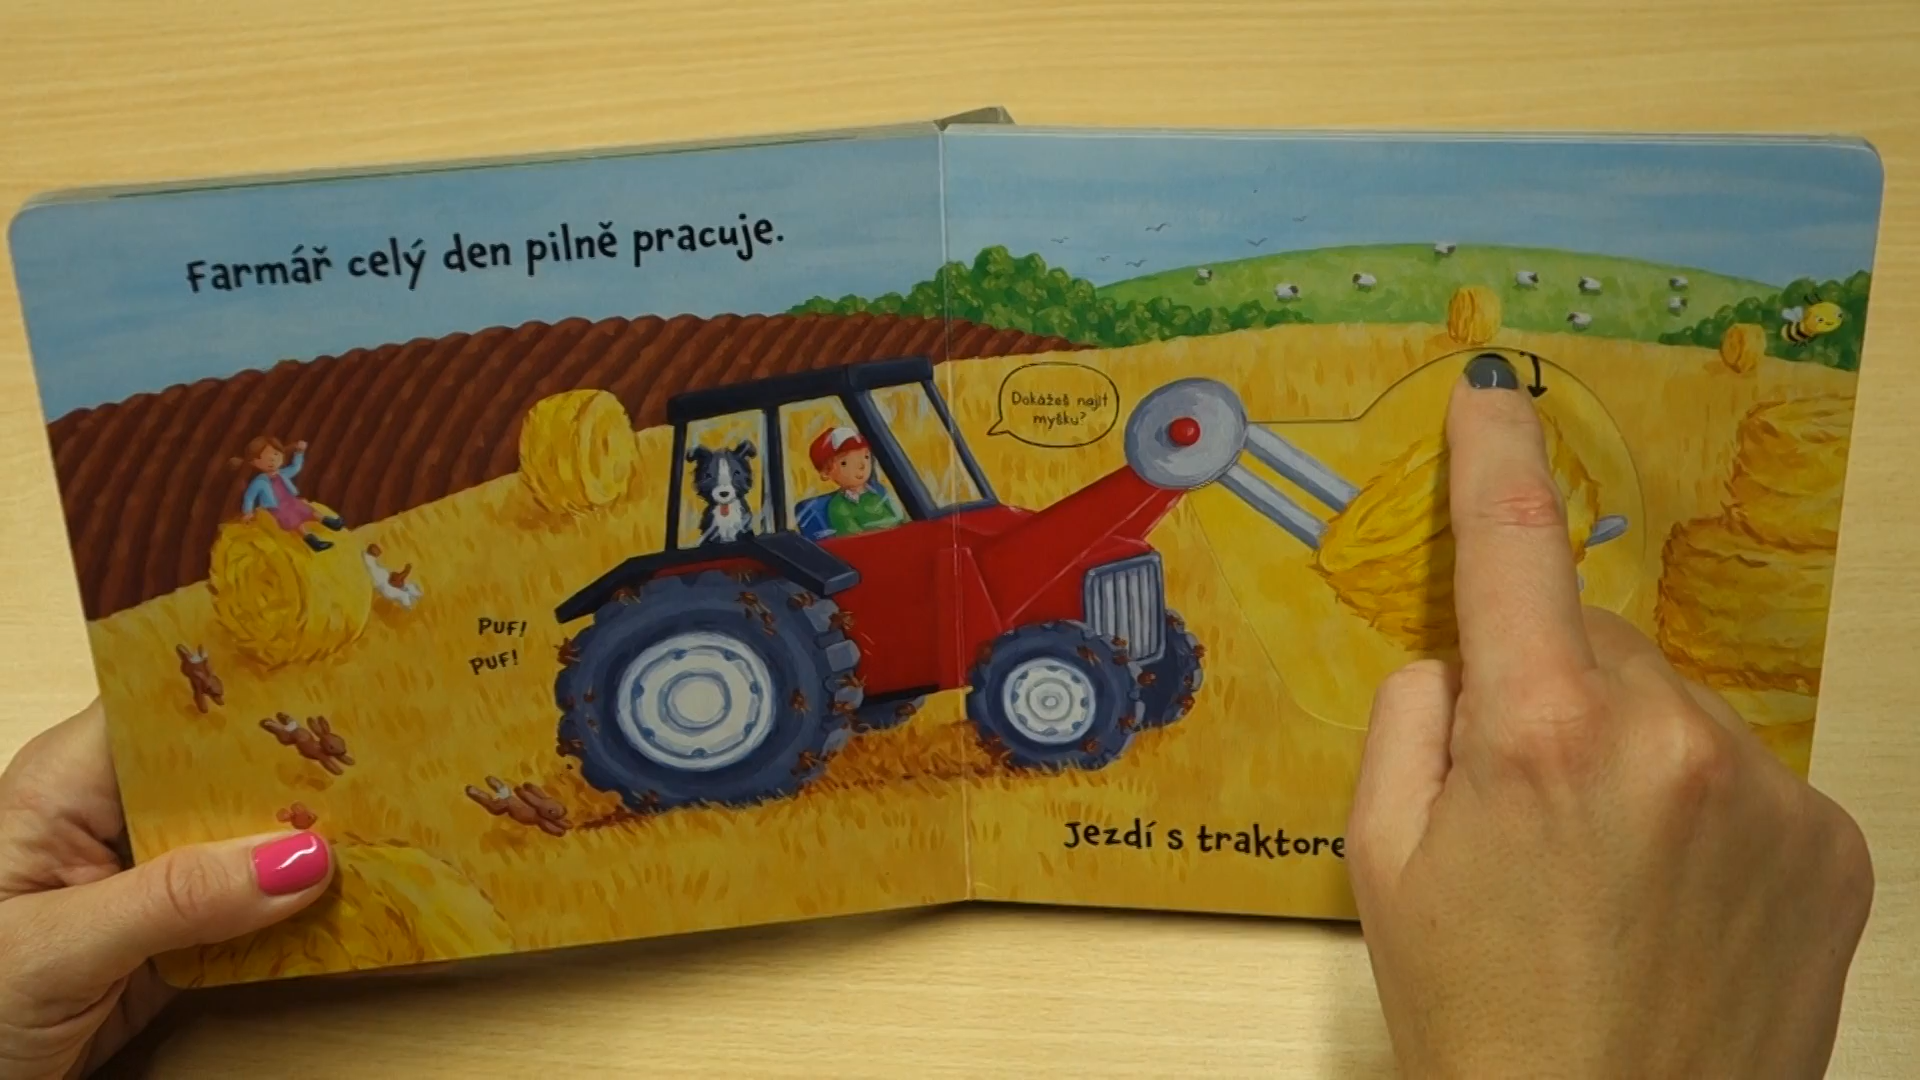 Farmář celý den pilně pracuje.
Dokážeš najít
myšku?
PUF!
PUF!
Jezdí s traktore